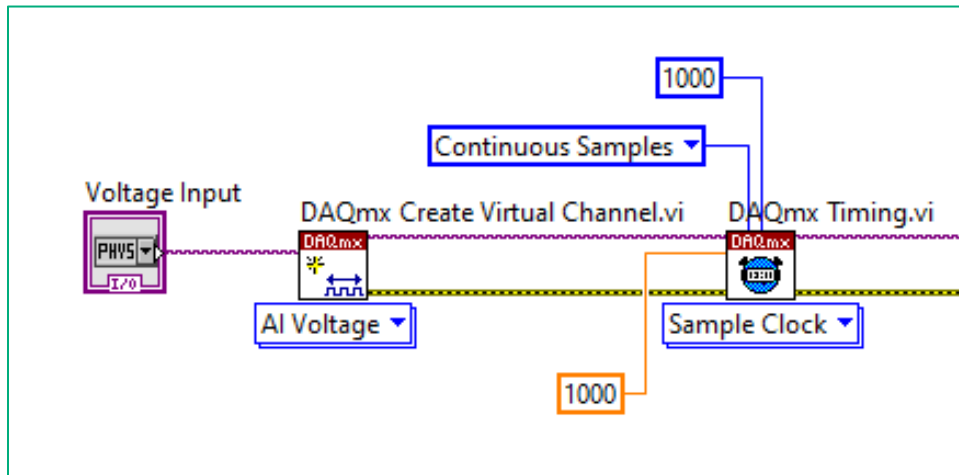 1000
Continuous Samples
Voltage Input
DAQmx Create Virtual Channel.vi
DAQmx Timing.vi
PHYS
I/O
DAQmx
DAQmx
AI Voltage
Sample Clock
1000